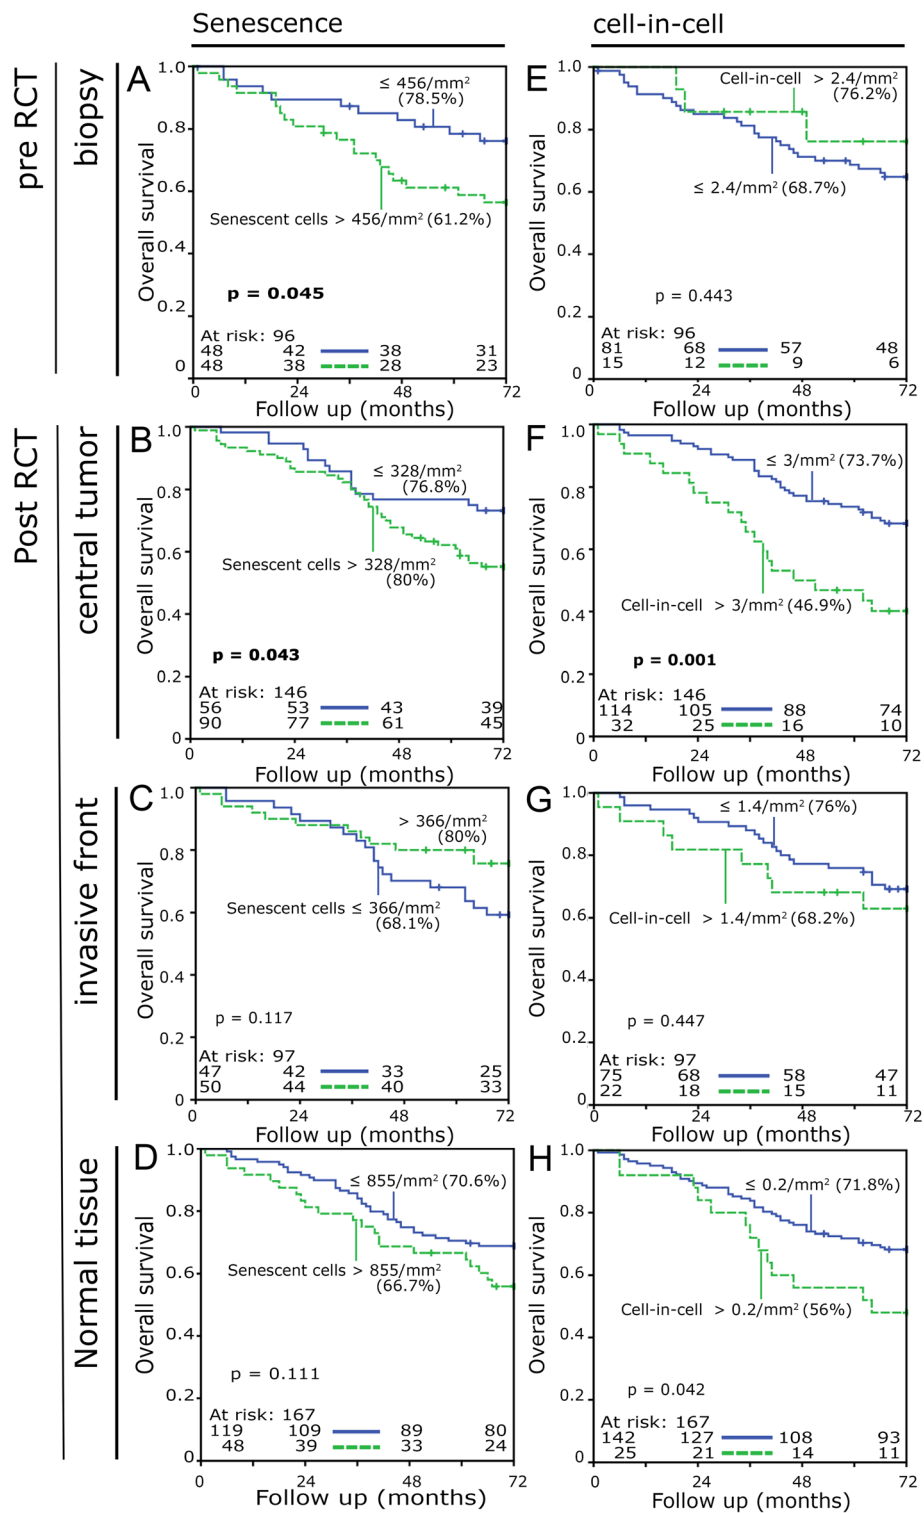 Senescence
cell-in-cell
pre RCT
biopsy
A
1.0
0.8
0.6
0.4
0.2
0
Overall survival
≤ 456/mm²
(78.5%)
Senescent cells > 456/mm² (61.2%)
p = 0.045
At risk: 96
48 42 38 31
48 38 28 23
0 24 48 72
Follow up (months)
E
1.0
0.8
0.6
0.4
0.2
0
Overall survival
Cell-in-cell > 2.4/mm²
(76.2%)
≤ 2.4/mm² (68.7%)
p = 0.443
At risk: 96
81 68 57 48
15 12 9 6
0 24 48 72
Follow up (months)
Post RCT
central tumor
B
1.0
0.8
0.6
0.4
0.2
0
Overall survival
≤ 328/mm²
(76.8%)
Senescent cells > 328/mm²
(80%)
p = 0.043
At risk: 146
56 53 43 39
90 77 61 45
0 24 48 72
Follow up (months)
F
1.0
0.8
0.6
0.4
0.2
0
Overall survival
≤ 3/mm² (73.7%)
Cell-in-cell > 3/mm² (46.9%)
p = 0.001
At risk: 146
114 105 88 74
32 25 16 10
0 24 48 72
Follow up (months)
invasive front
C
1.0
0.8
0.6
0.4
0.2
0
Overall survival
> 366/mm²
(80%)
Senescent cells ≤ 366/mm²
(68.1%)
p = 0.117
At risk: 97
47 42 33 25
50 44 40 33
0 24 48 72
Follow up (months)
G
1.0
0.8
0.6
0.4
0.2
0
Overall survival
≤ 1.4/mm² (76%)
Cell-in-cell > 1.4/mm² (68.2%)
p = 0.447
At risk: 97
75 68 58 47
22 18 15 11
0 24 48 72
Follow up (months)
Normal tissue
D
1.0
0.8
0.6
0.4
0.2
0
Overall survival
≤ 855/mm² (70.6%)
Senescent cells > 855/mm²
(66.7%)
p = 0.111
At risk: 167
119 109 89 80
48 39 33 24
0 24 48 72
Follow up (months)
H
1.0
0.8
0.6
0.4
0.2
0
Overall survival
≤ 0.2/mm² (71.8%)
Cell-in-cell > 0.2/mm² (56%)
p = 0.042
At risk: 167
142 127 108 93
25 21 14 11
0 24 48 72
Follow up (months)